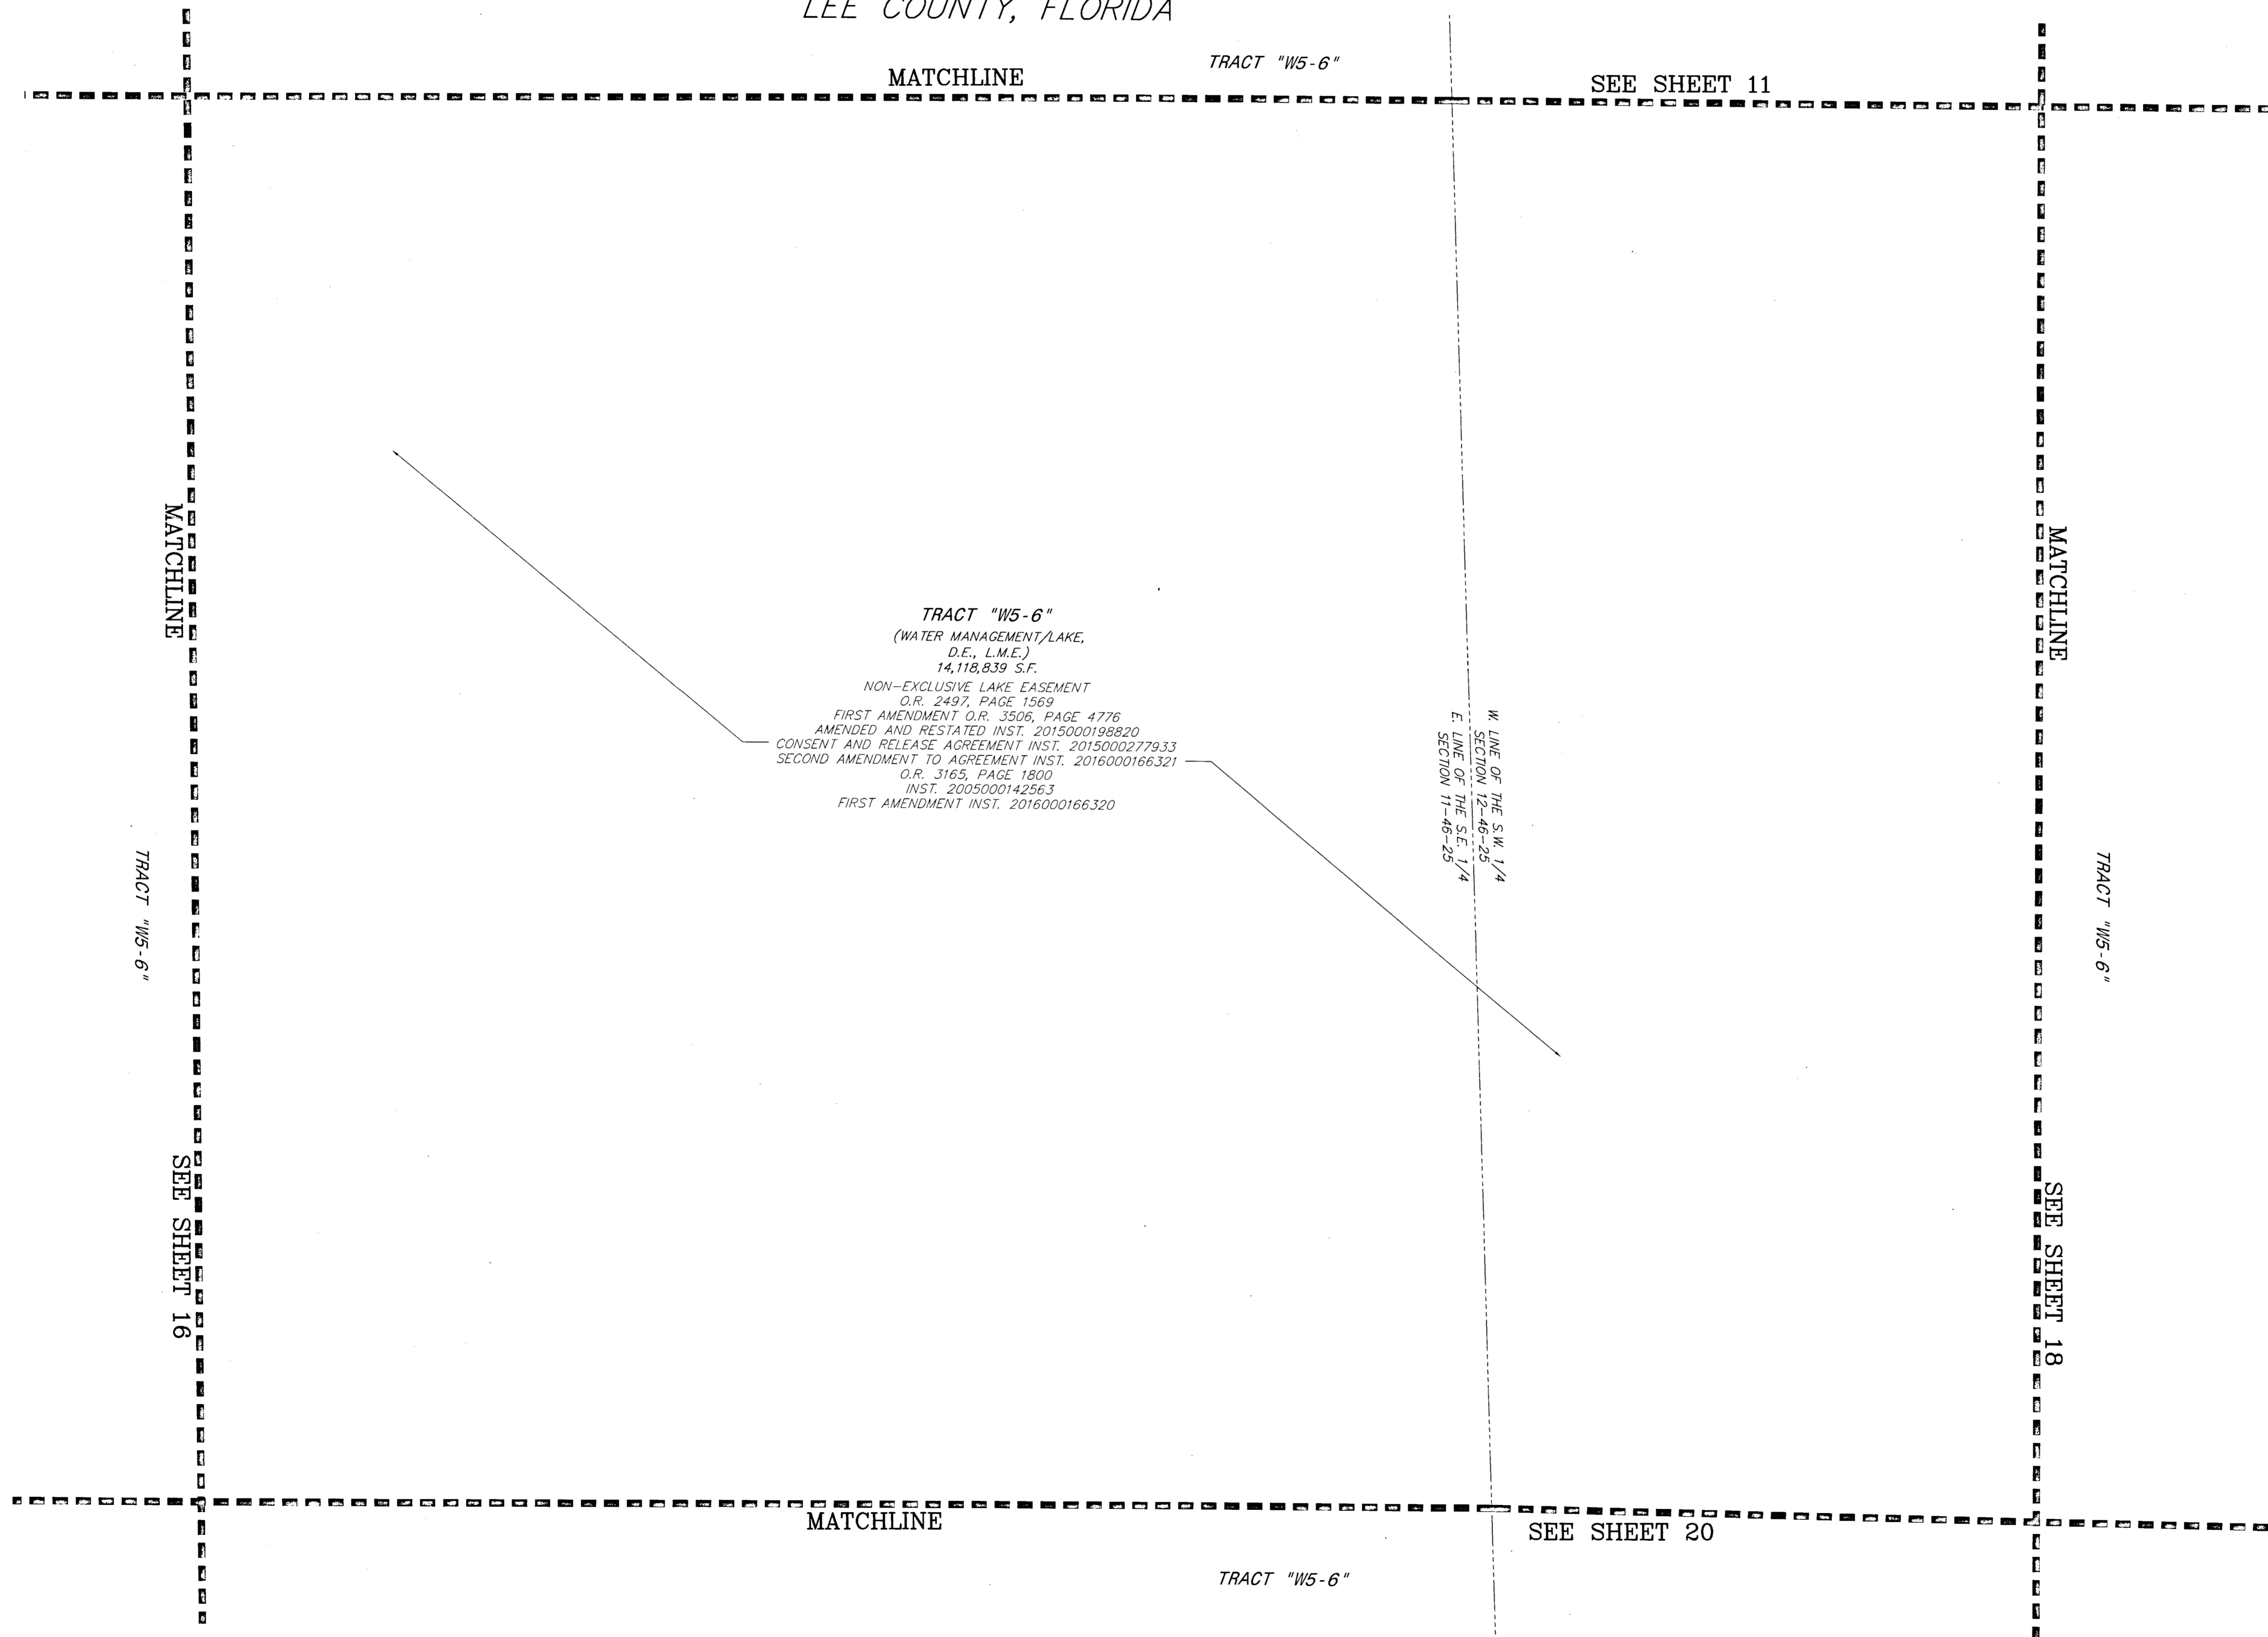 LEE COUNTY, FLORIDA
TRACT "W5-6"
MATCHLINE
SEE SHEET 11
MATCHLINE
SEE SHEET 16
TRACT "W5-6"
TRACT "W5-6"
(WATER MANAGEMENT/LAKE,
D.E., L.M.E.)
14,118,839 S.F.
NON-EXCLUSIVE LAKE EASEMENT
O.R. 2497, PAGE 1569
FIRST AMENDMENT O.R. 3506, PAGE 4776
AMENDED AND RESTATED INST. 2015000198820
CONSENT AND RELEASE AGREEMENT INST. 2015000277933
SECOND AMENDMENT TO AGREEMENT INST. 2016000166321
O.R. 3165, PAGE 1800
INST. 2005000142563
FIRST AMENDMENT INST. 2016000166320
W. LINE OF THE S.W. 1/4
SECTION 12-46-25
E. LINE OF THE S.E. 1/4
SECTION 11-46-25
MATCHLINE
SEE SHEET 18
TRACT "W5-6"
MATCHLINE
SEE SHEET 20
TRACT "W5-6"